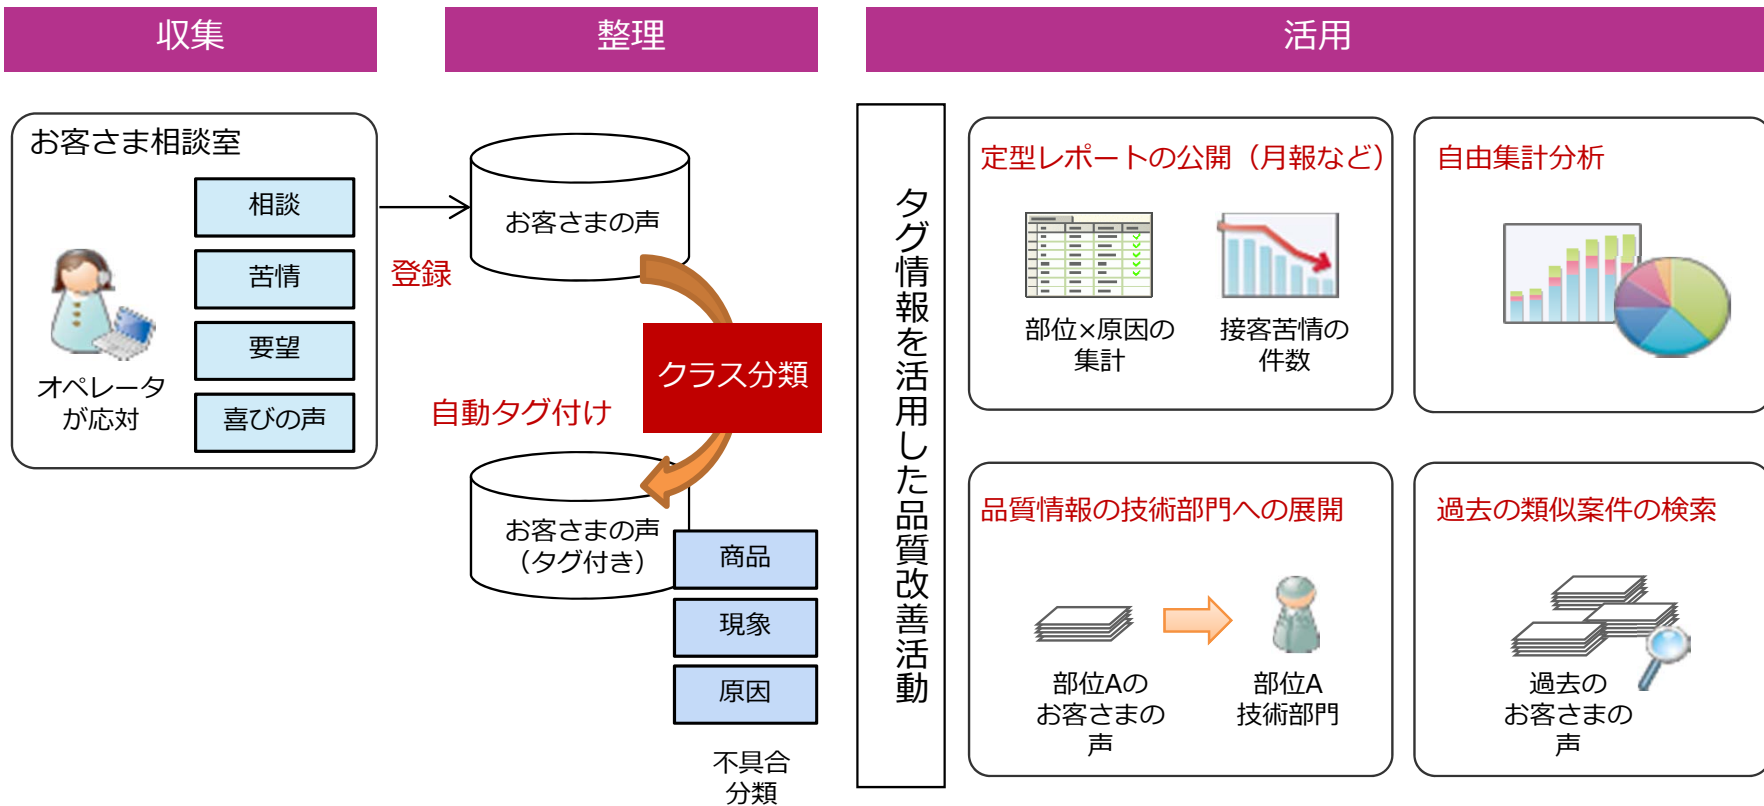 収集
整理
活用
お客さま相談室
相談
苦情
要望
喜びの声
オペレータ
が応対
登録
お客さまの声
クラス分類
自動タグ付け
お客さまの声
（タグ付き）
商品
現象
原因
不具合
分類
タグ情報を活用した品質改善活動
定型レポートの公開（月報など）
部位×原因の
集計
接客苦情の
件数
自由集計分析
品質情報の技術部門への展開
部位Aの
お客さまの
声
部位A
技術部門
過去の類似案件の検索
過去の
お客さまの
声